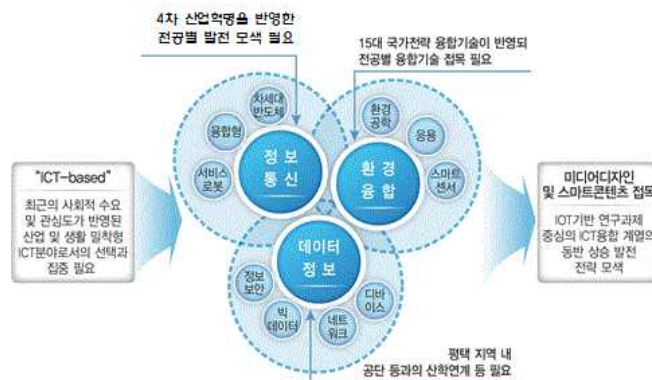 4차 산업혁명을 반영한
전공별 발전 모색 필요
15대 국가전략 융합기술이 반영되
전공별 융합기술 접목 필요
차세대
반도체
융합형
서비스
로봇
정보
통신
환경
공학
응용
스마트
센서
환경
융합
"ICT-based"
최근의 사회적 수요
및 관심도가 반영된
산업 및 생활 밀착형
ICT분야로서의 선택과
집중 필요
미디어디자인
및 스마트콘텐츠 접목
IOT기반 연구과제
중심의 ICT융합 계열의
동반 상승 발전
전략 모색
데이터
정보
정보
보안
빅
데이터
네트
워크
디바
이스
평택 지역 내
공단 등과의 산학연계 등 필요